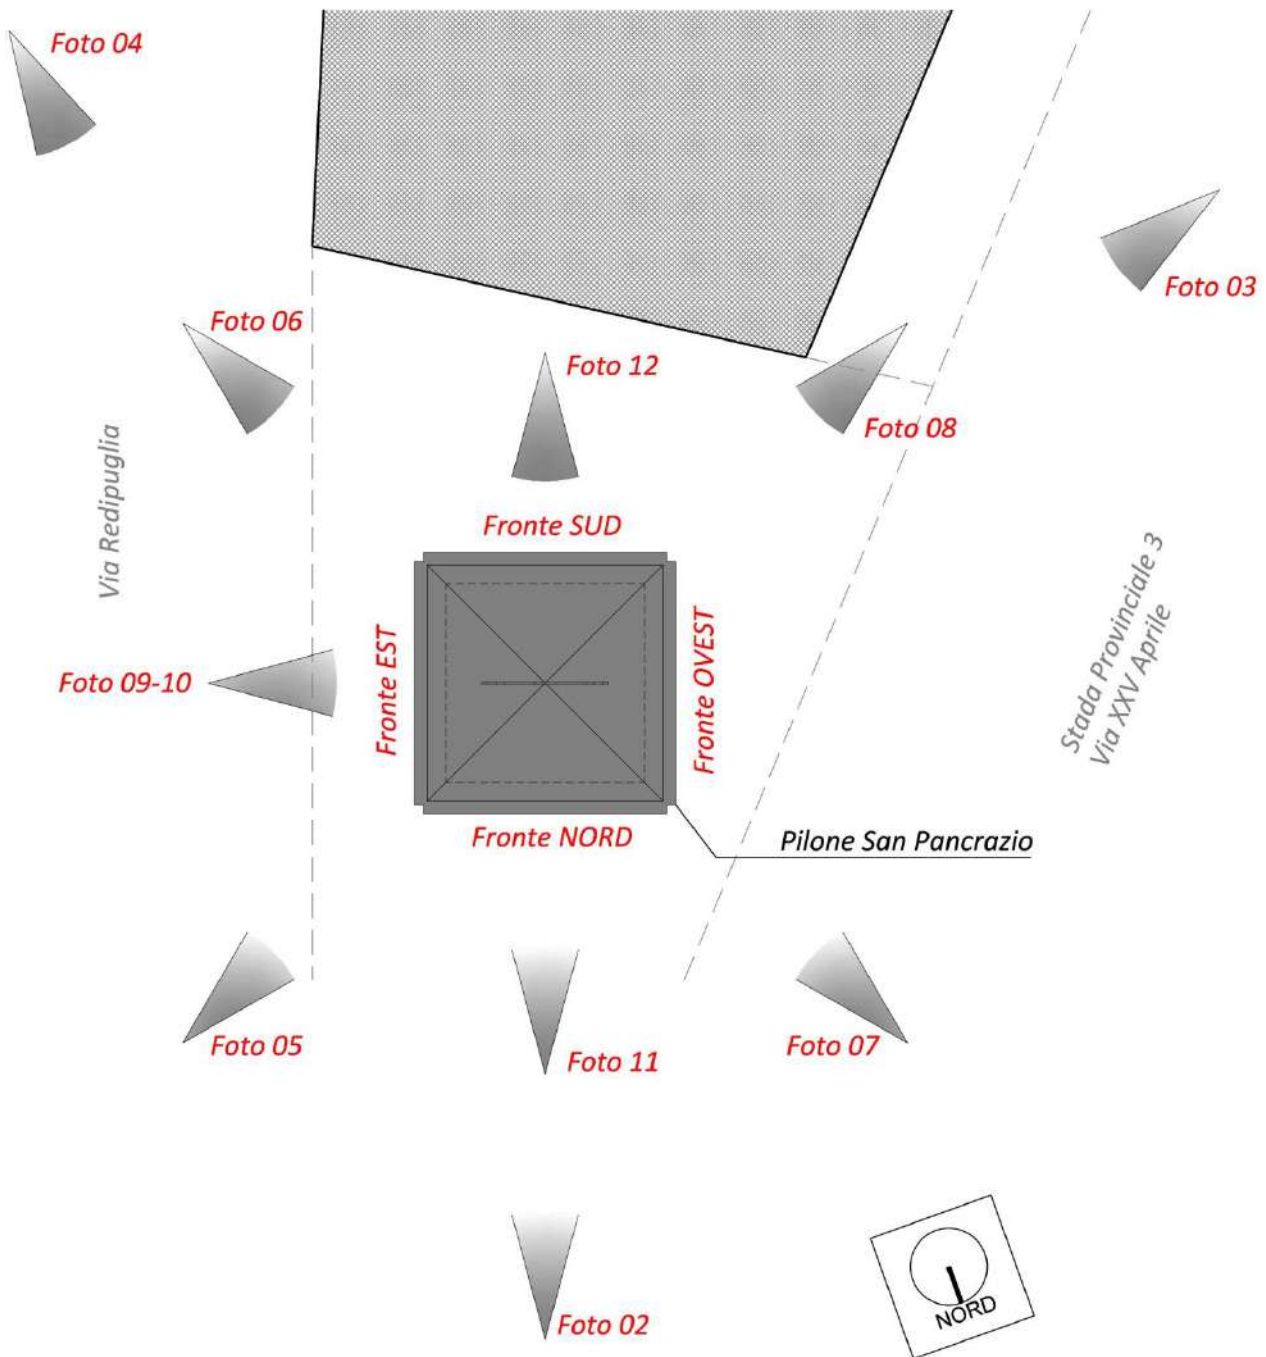 Foto 04
Foto 03
Foto 06
Foto 12
Foto 08
Via Redipuglia
Fronte SUD
Stada Provinciale 3
Via XXV Aprile
Foto 09-10
Fronte EST
Fronte OVEST
Fronte NORD
Pilone San Pancrazio
Foto 05
Foto 11
Foto 07
NORD
Foto 02